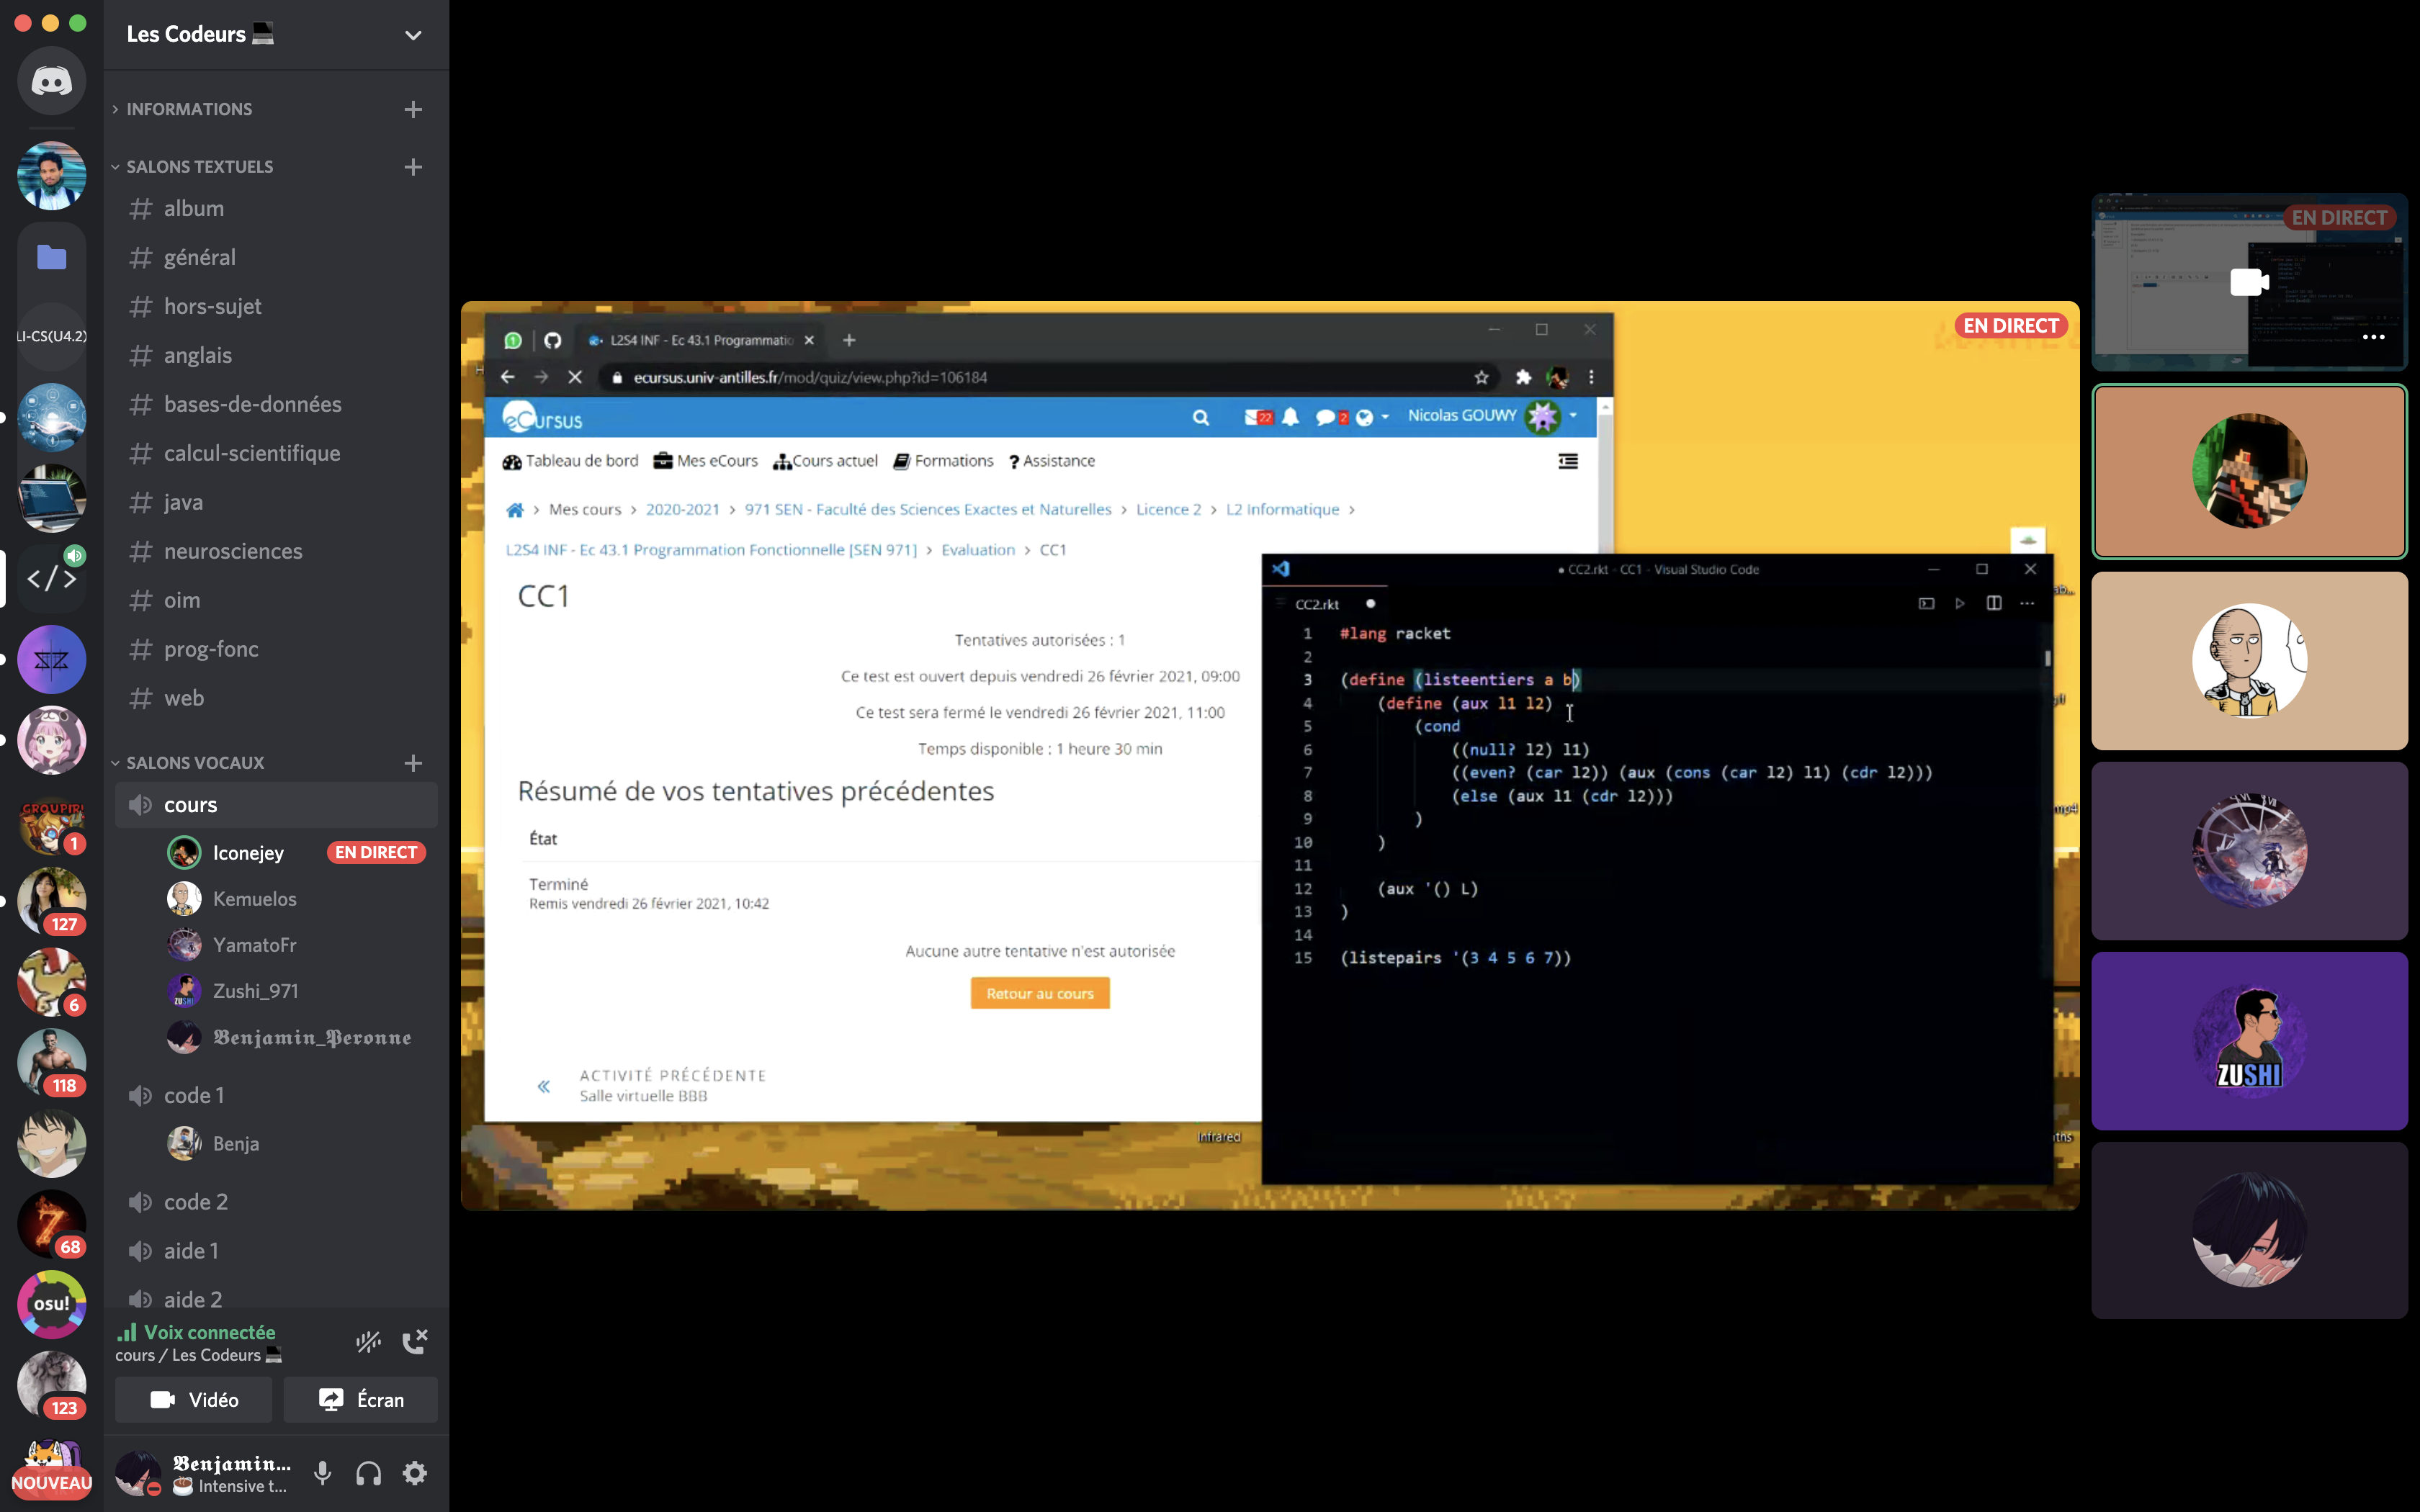 Les Codeurs
INFORMATIONS
SALONS TEXTUELS
album
général
hors-sujet
anglais
bases-de-données
calcul-scientifique
java
neurosciences
oim
prog-fonc
web
SALONS VOCAUX
cours
Iconejey EN DIRECT
Kemuelos
YamatoFr
Zushi_971
Benjamin_Peronne
code 1
Benja
code 2
aide 1
aide 2
Voix connectée
cours / Les Codeurs
Vidéo
Écran
Benjamin...
Intensive t...
LI-CS(U4.2)
</>
GROUPIR!
1
127
6
118
68
osu!
123
NOUVEAU
EN DIRECT
L2S4 INF - Ec 43.1 Programmatio
ecursus.univ-antilles.fr/mod/quiz/view.php?id=106184
eCursus
22
2
Nicolas GOUWY
Tableau de bord Mes eCours Cours actuel Formations ? Assistance
> Mes cours > 2020-2021 > 971 SEN - Faculté des Sciences Exactes et Naturelles > Licence 2 > L2 Informatique >
L2S4 INF - Ec 43.1 Programmation Fonctionnelle [SEN 971] > Evaluation > CC1
CC1
Tentatives autorisées : 1
Ce test est ouvert depuis vendredi 26 février 2021, 09:00
Ce test sera fermé le vendredi 26 février 2021, 11:00
Temps disponible : 1 heure 30 min
Résumé de vos tentatives précédentes
État
Terminé
Remis vendredi 26 février 2021, 10:42
Aucune autre tentative n'est autorisée
Retour au cours
« ACTIVITÉ PRÉCÉDENTE
Salle virtuelle BBB
Infrared
● CC2.rkt - CC1 - Visual Studio Code
CC2.rkt ●
1 #lang racket
2
3 (define (listeentiers a b)
4 (define (aux l1 l2)
5 (cond
6 ((null? l2) l1)
7 ((even? (car l2)) (aux (cons (car l2) l1) (cdr l2)))
8 (else (aux l1 (cdr l2)))
9 )
10 )
11
12 (aux '() L)
13 )
14
15 (listepairs '(3 4 5 6 7))
mp4
EN DIRECT
ZUSHI